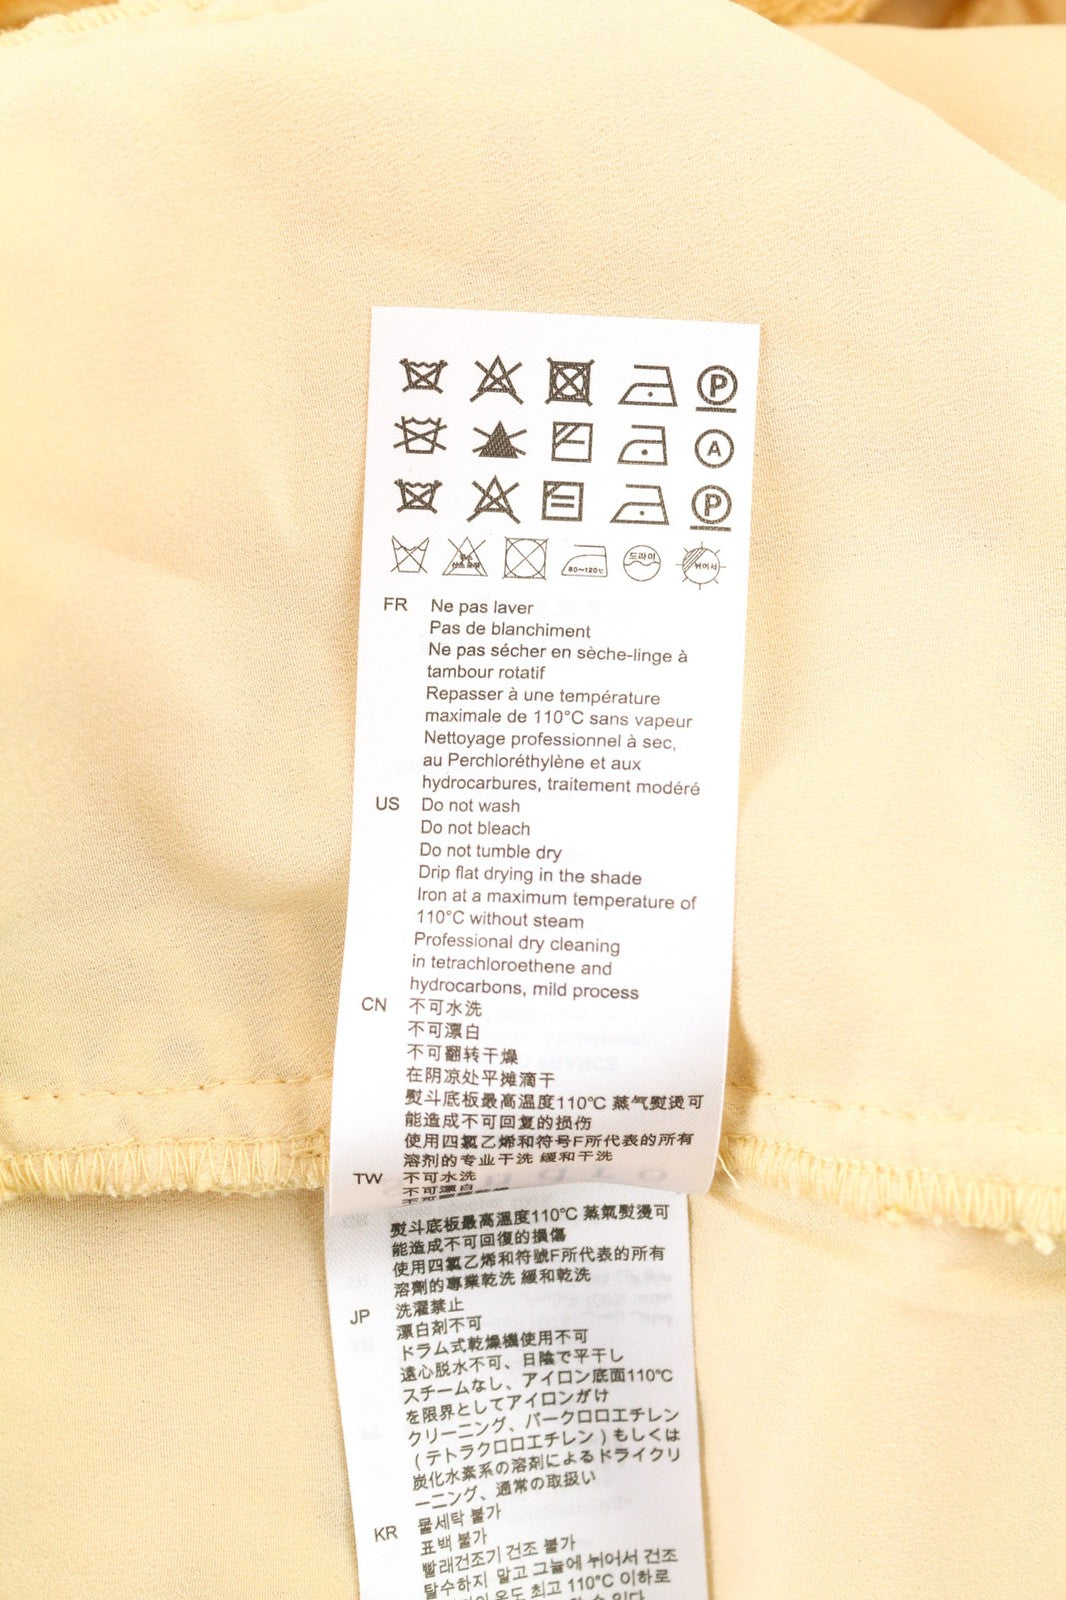 P
A
P
80~120℃
드라이
뉘어서
FR Ne pas laver
Pas de blanchiment
Ne pas sécher en sèche-linge à
tambour rotatif
Repasser à une température
maximale de 110°C sans vapeur
Nettoyage professionnel à sec,
au Perchloréthylène et aux
hydrocarbures, traitement modéré
US Do not wash
Do not bleach
Do not tumble dry
Drip flat drying in the shade
Iron at a maximum temperature of
110°C without steam
Professional dry cleaning
in tetrachloroethene and
hydrocarbons, mild process
CN 不可水洗
不可漂白
不可翻转干燥
在阴凉处平摊滴干
熨斗底板最高温度110°C 蒸气熨烫可
能造成不可回复的损伤
使用四氯乙烯和符号F所代表的所有
溶剂的专业干洗 缓和干洗
TW 不可水洗
不可漂白
熨斗底板最高溫度110°C 蒸氣熨燙可
能造成不可回復的損傷
使用四氯乙烯和符號F所代表的所有
溶劑的專業乾洗 緩和乾洗
JP 洗濯禁止
漂白剤不可
ドラム式乾燥機使用不可
遠心脱水不可、日陰で平干し
スチームなし、アイロン底面110°C
を限界としてアイロンがけ
クリーニング、パークロロエチレン
(テトラクロロエチレン)もしくは
炭化水素系の溶剤によるドライクリ
ーニング、通常の取扱い
KR 물세탁 불가
표백 불가
빨래건조기 건조 불가
탈수하지 말고 그늘에 뉘어서 건조
온도 최고 110°C 이하로